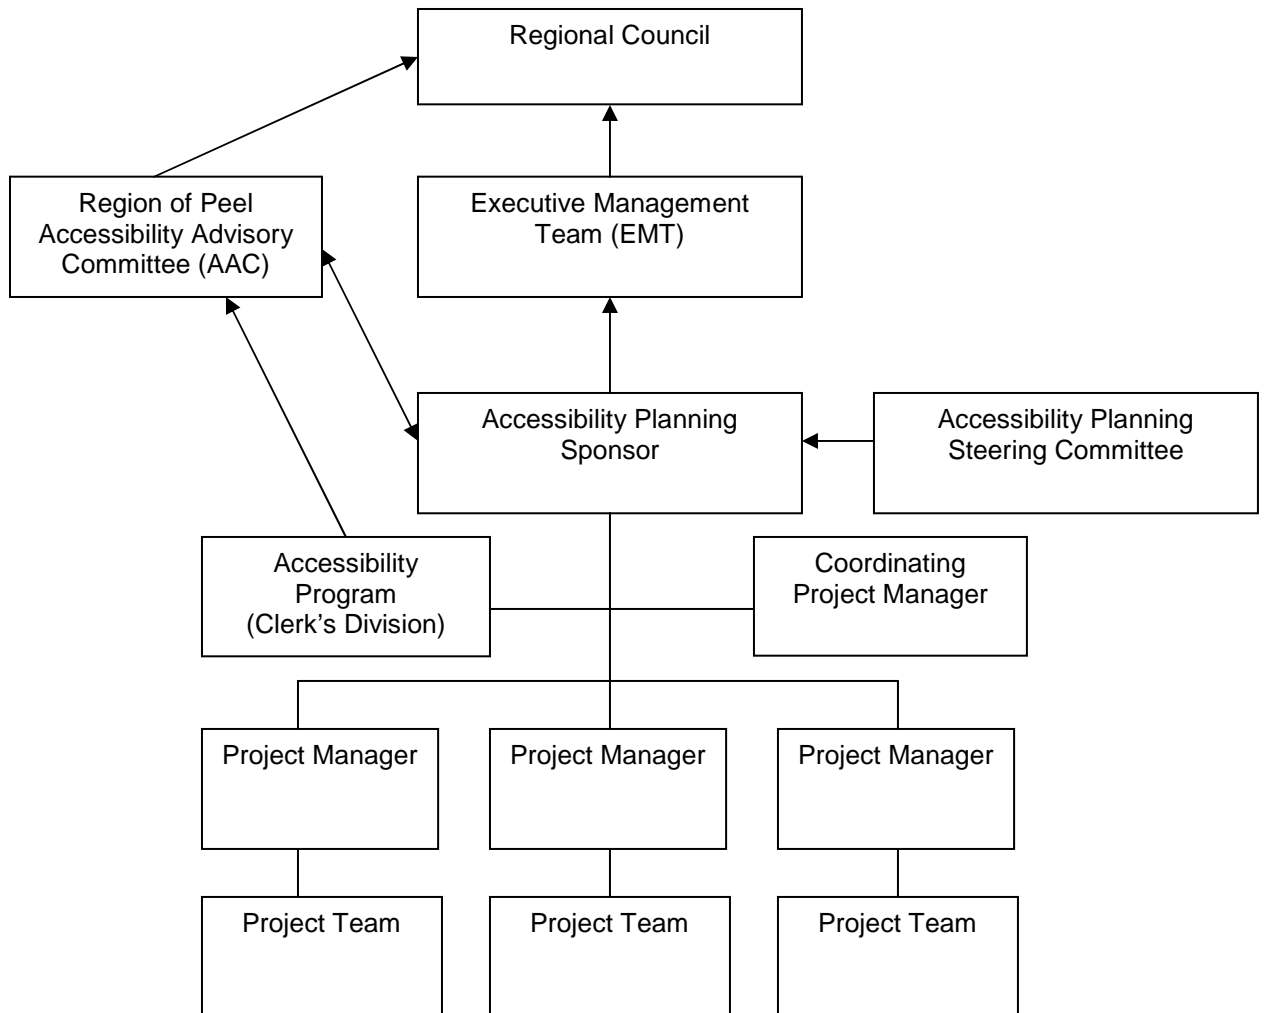 Regional Council
Region of Peel
Accessibility Advisory
Committee (AAC)
Executive Management
Team (EMT)
Accessibility Planning
Sponsor
Accessibility Planning
Steering Committee
Accessibility
Program
(Clerk's Division)
Coordinating
Project Manager
Project Manager
Project Manager
Project Manager
Project Team
Project Team
Project Team